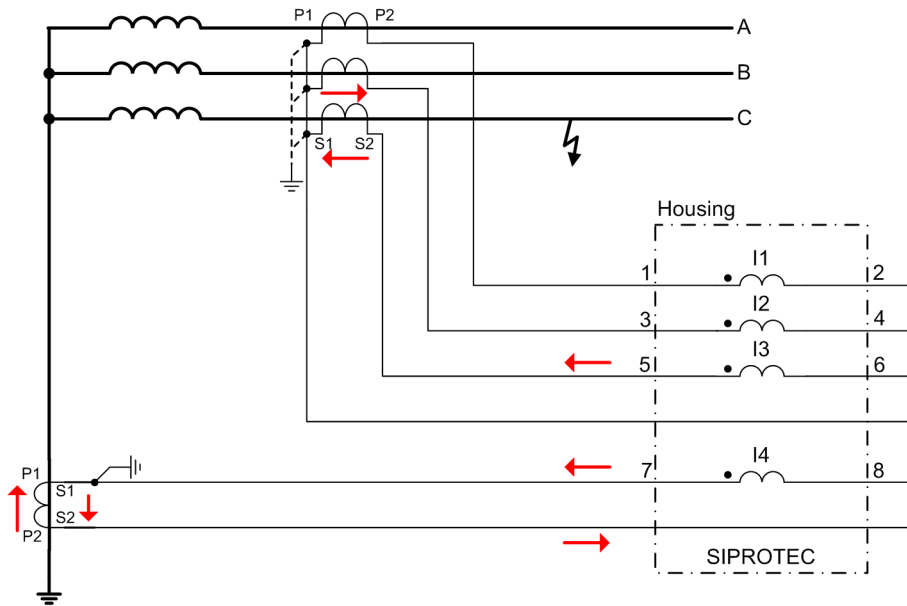 P1 P2 A
B
C
S1 S2
Housing
I1
1 2
I2
3 4
I3
5 6
I4
P1 7 8
S1
S2
P2
SIPROTEC